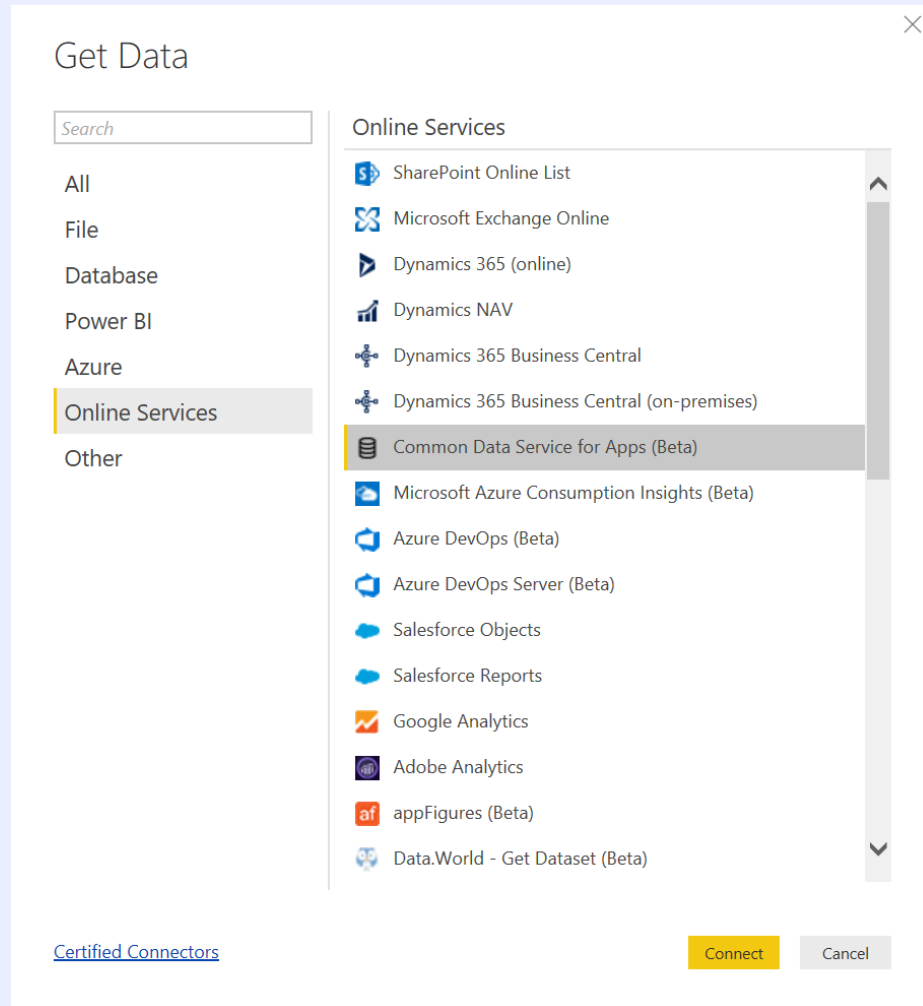 Get Data
Search
All
File
Database
Power BI
Azure
Online Services
Other
Online Services
SharePoint Online List
Microsoft Exchange Online
Dynamics 365 (online)
Dynamics NAV
Dynamics 365 Business Central
Dynamics 365 Business Central (on-premises)
Common Data Service for Apps (Beta)
Microsoft Azure Consumption Insights (Beta)
Azure DevOps (Beta)
Azure DevOps Server (Beta)
Salesforce Objects
Salesforce Reports
Google Analytics
Adobe Analytics
af appFigures (Beta)
Data.World - Get Dataset (Beta)
Certified Connectors
Connect Cancel